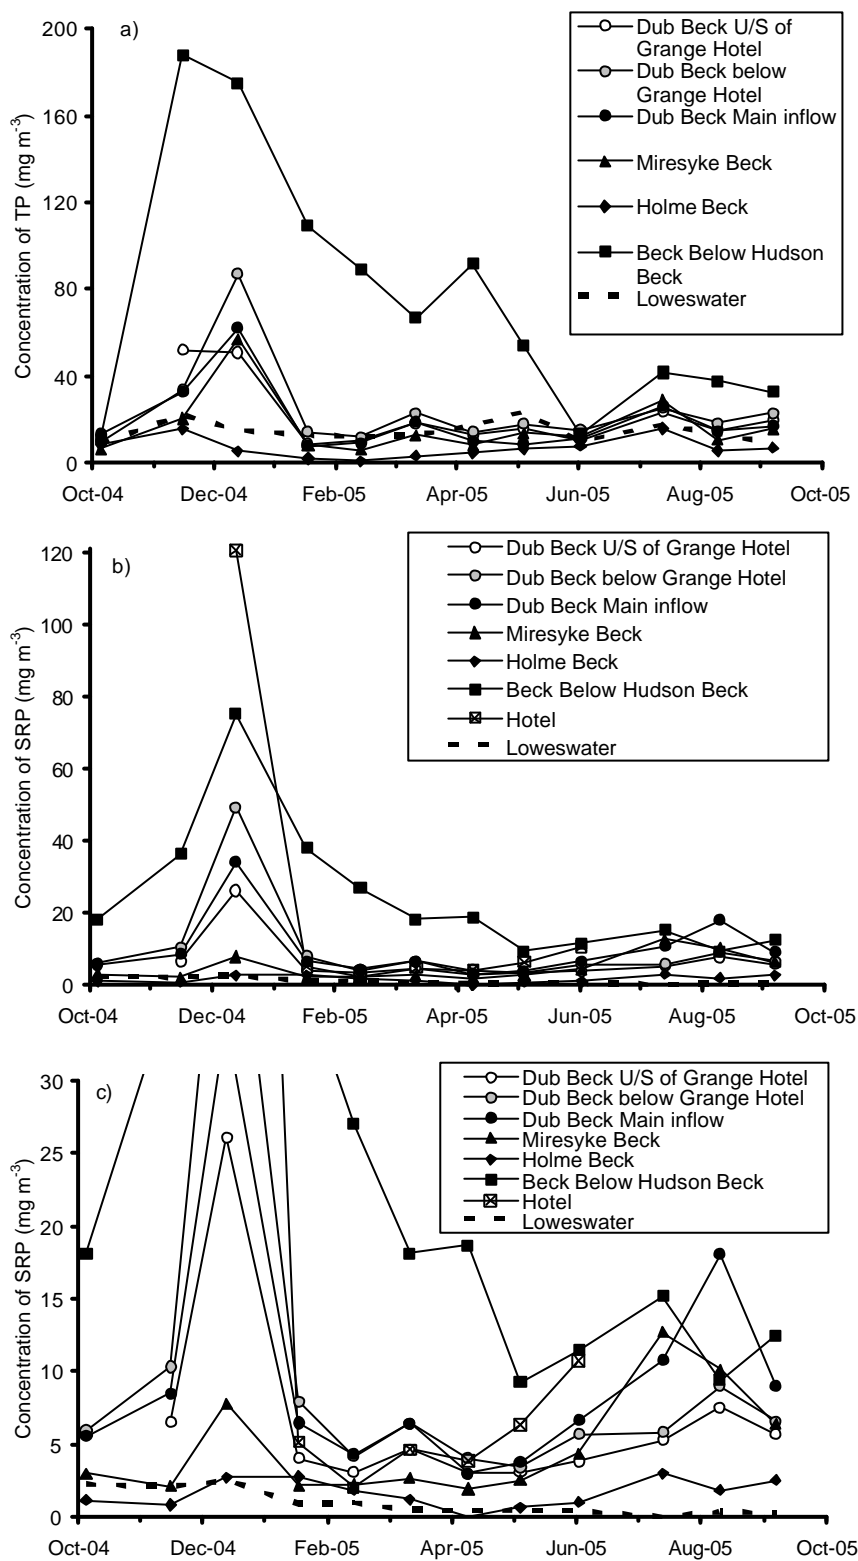 a)
Concentration of TP (mg m-3)
200
160
120
80
40
0
Oct-04 Dec-04 Feb-05 Apr-05 Jun-05 Aug-05 Oct-05
Dub Beck U/S of
Grange Hotel
Dub Beck below
Grange Hotel
Dub Beck Main inflow
Miresyke Beck
Holme Beck
Beck Below Hudson
Beck
Loweswater
b)
Concentration of SRP (mg m-3)
120
100
80
60
40
20
0
Oct-04 Dec-04 Feb-05 Apr-05 Jun-05 Aug-05 Oct-05
Dub Beck U/S of Grange Hotel
Dub Beck below Grange Hotel
Dub Beck Main inflow
Miresyke Beck
Holme Beck
Beck Below Hudson Beck
Hotel
Loweswater
c)
Concentration of SRP (mg m-3)
30
25
20
15
10
5
0
Oct-04 Dec-04 Feb-05 Apr-05 Jun-05 Aug-05 Oct-05
Dub Beck U/S of Grange Hotel
Dub Beck below Grange Hotel
Dub Beck Main inflow
Miresyke Beck
Holme Beck
Beck Below Hudson Beck
Hotel
Loweswater